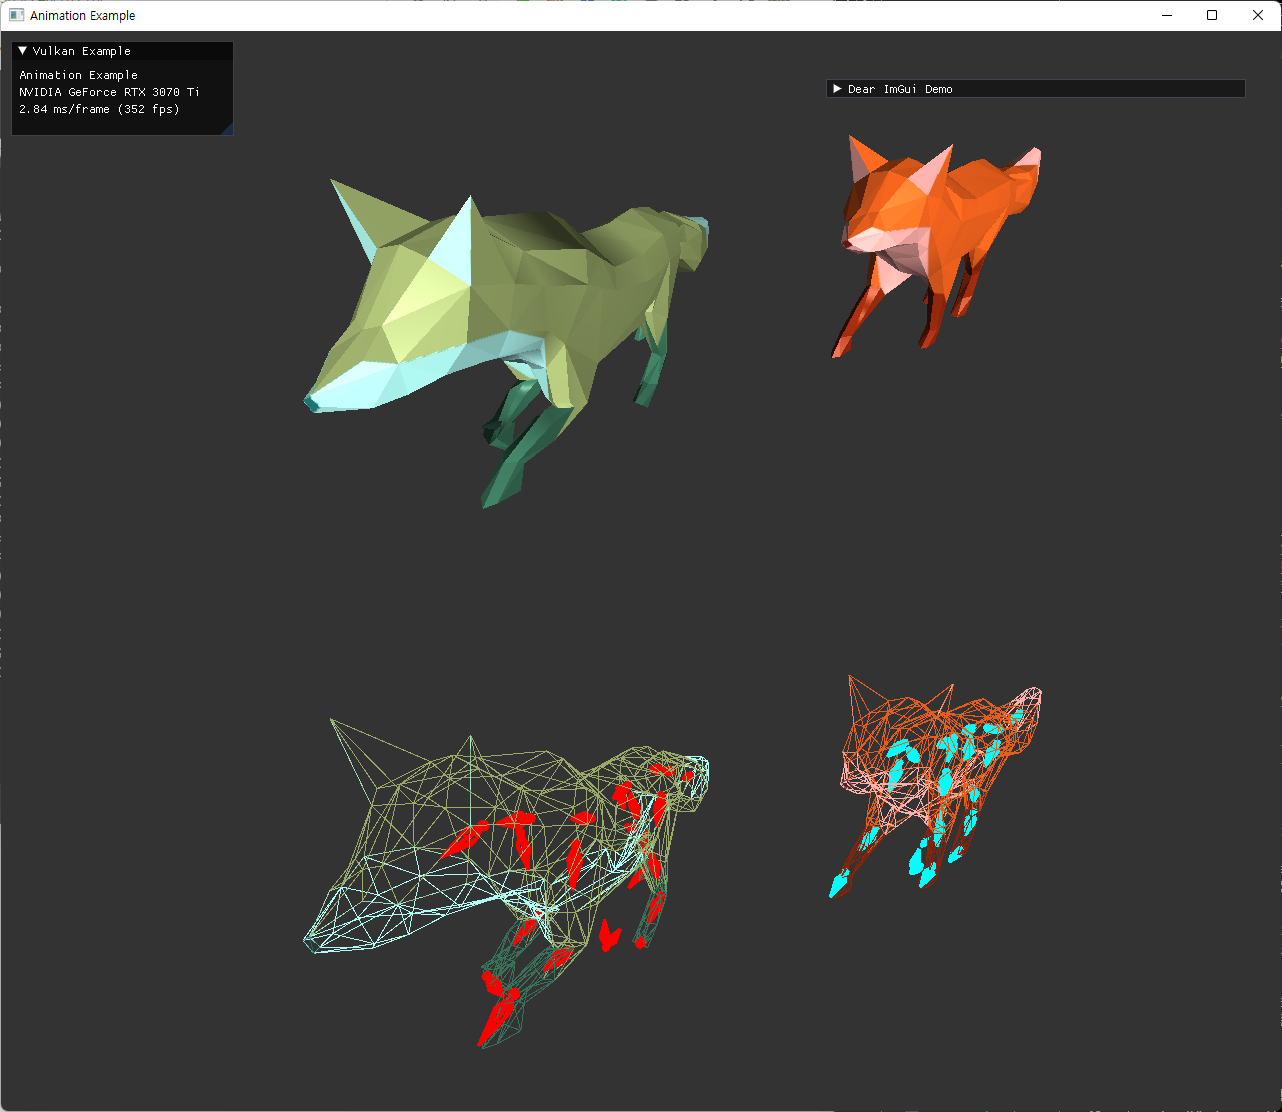 Animation Example
Vulkan Example
Animation Example
NVIDIA GeForce RTX 3070 Ti
2.84 ms/frame (352 fps)
Dear ImGui Demo